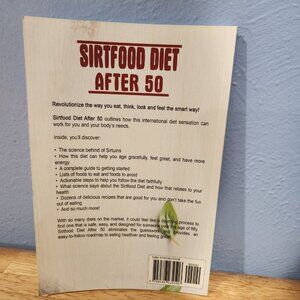 SIRTFOOD DIET
AFTER 50
Revolutionize the way you eat, think, look and feel the smart way!
Sirtfood Diet After 50 outlines how this international diet sensation can
work for you and your body's needs.
Inside, you'll discover:
• The science behind of Sirtuins
• How this diet can help you age gracefully, feel great, and have more
energy
• A complete guide to getting started
• Lists of foods to eat and foods to avoid
• Actionable steps to help you follow the diet faithfully
• What science says about the Sirtfood Diet and how that relates to your
health
• Dozens of delicious recipes that are good for you and don't take the fun
out of eating
• And so much more!
With so many diets on the market, it could feel like a daunting process to
find one that is safe, easy, and designed for someone over the age of fifty.
Sirtfood Diet After 50 eliminates the guesswork and provides an
easy-to-follow roadmap to eating healthier and feeling great.